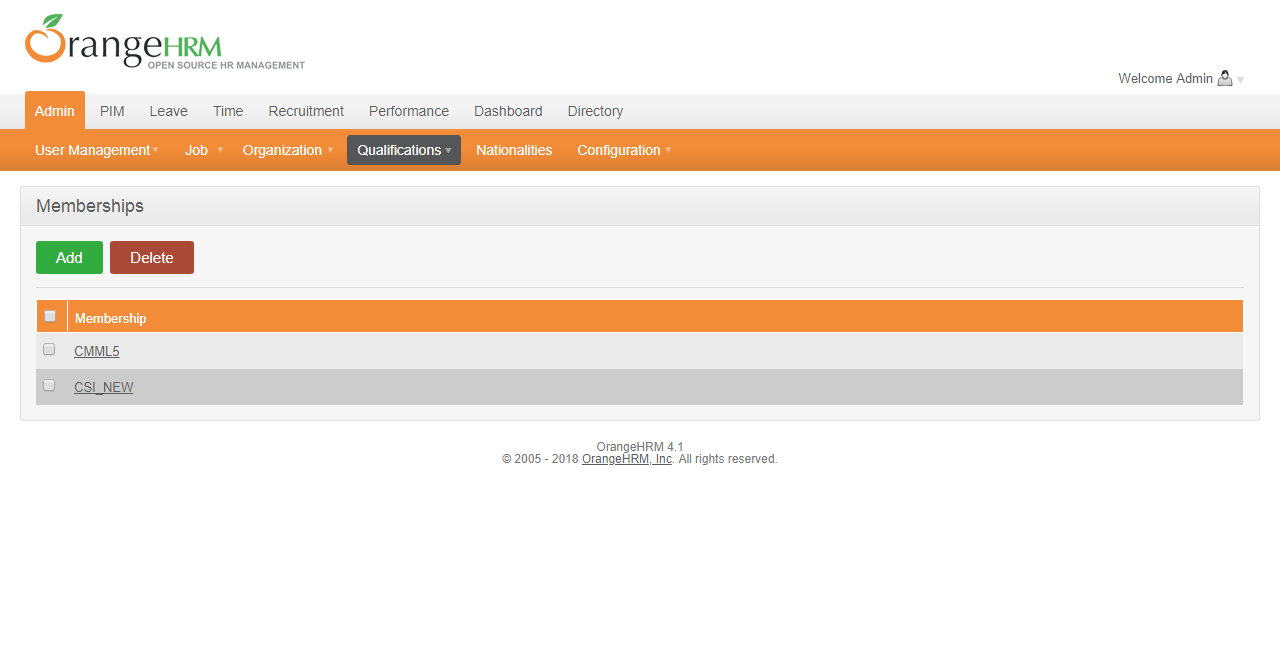 OrangeHRM
OPEN SOURCE HR MANAGEMENT
Welcome Admin
Admin PIM Leave Time Recruitment Performance Dashboard Directory
User Management Job Organization Qualifications Nationalities Configuration
Memberships
Add Delete
Membership
CMML5
CSI_NEW
OrangeHRM 4.1
© 2005 - 2018 OrangeHRM, Inc. All rights reserved.